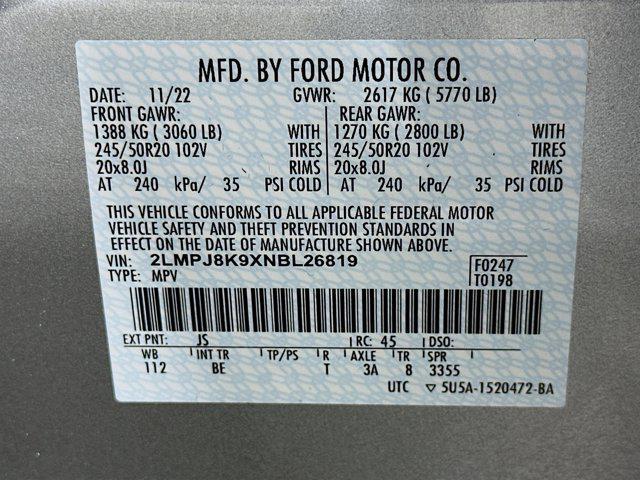 MFD. BY FORD MOTOR CO.
DATE: 11/22 GVWR: 2617 KG ( 5770 LB)
FRONT GAWR: REAR GAWR:
1388 KG ( 3060 LB) WITH 1270 KG ( 2800 LB) WITH
245/50R20 102V TIRES 245/50R20 102V TIRES
20x8.0J RIMS 20x8.0J RIMS
AT 240 kPa/ 35 PSI COLD AT 240 kPa/ 35 PSI COLD
THIS VEHICLE CONFORMS TO ALL APPLICABLE FEDERAL MOTOR
VEHICLE SAFETY AND THEFT PREVENTION STANDARDS IN
EFFECT ON THE DATE OF MANUFACTURE SHOWN ABOVE.
VIN: 2LMPJ8K9XNBL26819 F0247
TYPE: MPV T0198
EXT PNT: JS RC: 45 DSO:
WB INT TR TP/PS R AXLE TR SPR
112 BE T 3A 8 3355
UTC ▽ 5U5A-1520472-BA